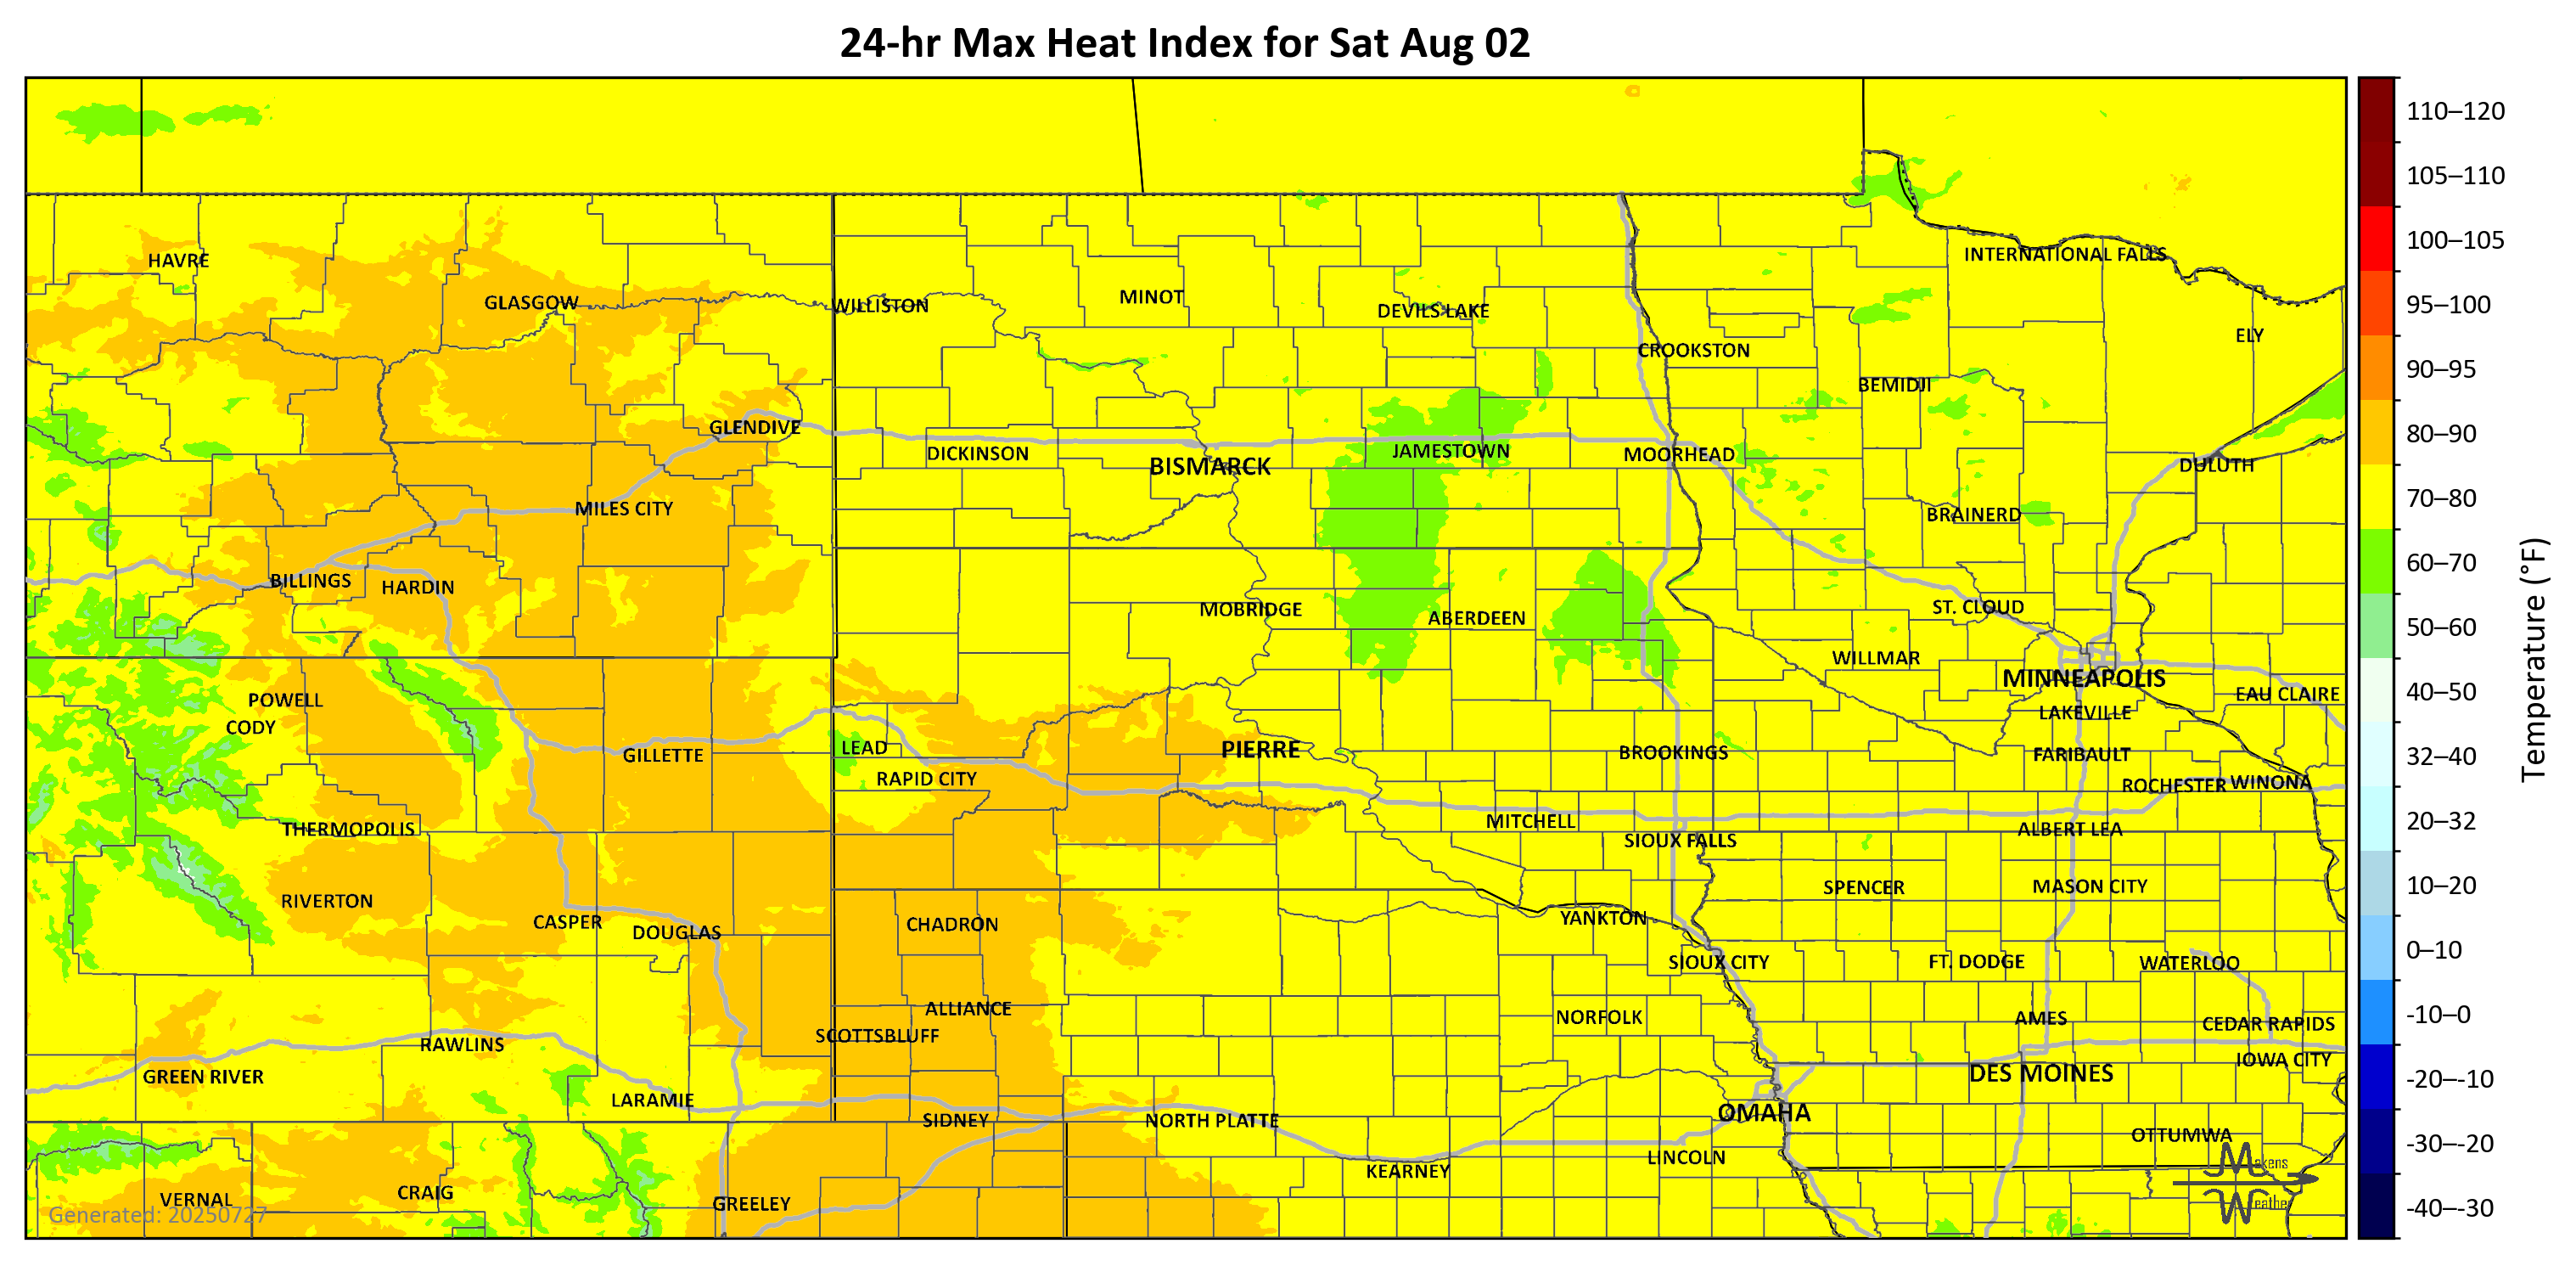 24-hr Max Heat Index for Sat Aug 02
110–120
105–110
100–105
95–100
90–95
80–90
70–80
60–70
50–60
40–50
32–40
20–32
10–20
0–10
-10–0
-20–-10
-30–-20
-40–-30
Temperature (°F)
INTERNATIONAL FALLS
HAVRE
GLASGOW
WILLISTON
MINOT
DEVILS LAKE
ELY
CROOKSTON
BEMIDJI
GLENDIVE
DICKINSON
BISMARCK
JAMESTOWN
MOORHEAD
DULUTH
MILES CITY
BRAINERD
BILLINGS
HARDIN
MOBRIDGE
ABERDEEN
ST. CLOUD
WILLMAR
MINNEAPOLIS
EAU CLAIRE
POWELL
CODY
LAKEVILLE
GILLETTE
LEAD
PIERRE
BROOKINGS
FARIBAULT
RAPID CITY
ROCHESTER
WINONA
THERMOPOLIS
MITCHELL
SIOUX FALLS
ALBERT LEA
RIVERTON
SPENCER
MASON CITY
CASPER
DOUGLAS
CHADRON
YANKTON
SIOUX CITY
FT. DODGE
WATERLOO
ALLIANCE
NORFOLK
AMES
CEDAR RAPIDS
SCOTTSBLUFF
RAWLINS
IOWA CITY
GREEN RIVER
DES MOINES
LARAMIE
SIDNEY
NORTH PLATTE
OMAHA
OTTUMWA
LINCOLN
KEARNEY
VERNAL
CRAIG
GREELEY
Generated: 20250727
Makens
Weather